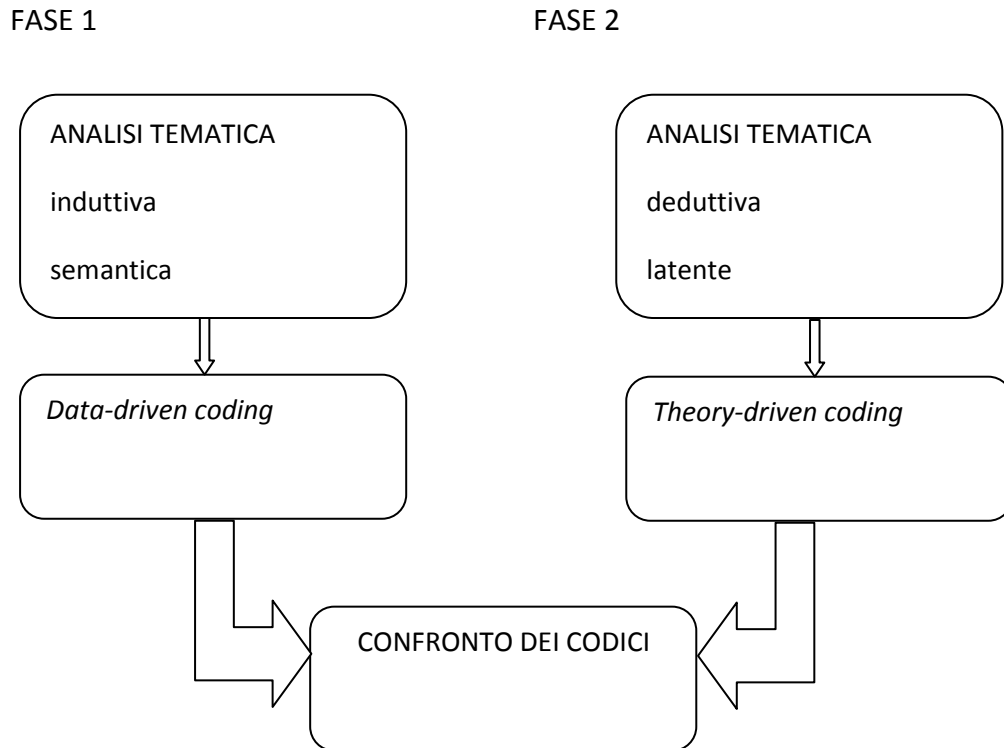 FASE 1
FASE 2
ANALISI TEMATICA
induttiva
semantica
ANALISI TEMATICA
deduttiva
latente
Data-driven coding
Theory-driven coding
CONFRONTO DEI CODICI